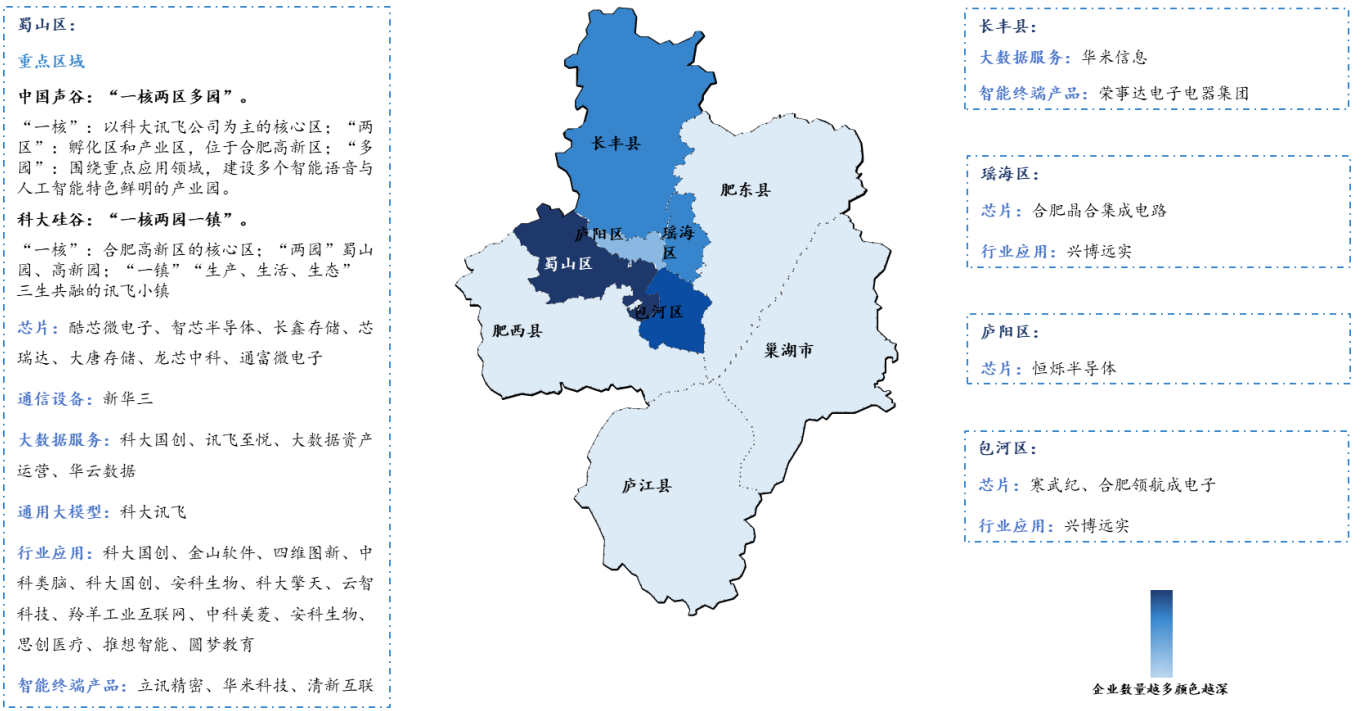 蜀山区：
重点区域
中国声谷：“一核两区多园”。
“一核”：以科大讯飞公司为主的核心区；“两
区”：孵化区和产业区，位于合肥高新区；“多
园”：围绕重点应用领域，建设多个智能语音与
人工智能特色鲜明的产业园。
科大硅谷：“一核两园一镇”。
“一核”：合肥高新区的核心区；“两园”蜀山
园、高新园；“一镇”“生产、生活、生态”
三生共融的讯飞小镇
芯片：酷芯微电子、智芯半导体、长鑫存储、芯
瑞达、大唐存储、龙芯中科、通富微电子
通信设备：新华三
大数据服务：科大国创、讯飞至悦、大数据资产
运营、华云数据
通用大模型：科大讯飞
行业应用：科大国创、金山软件、四维图新、中
科类脑、科大国创、安科生物、科大擎天、云智
科技、羚羊工业互联网、中科美菱、安科生物、
思创医疗、推想智能、圆梦教育
智能终端产品：立讯精密、华米科技、清新互联
长丰县
肥东县
庐阳区
瑶海
区
蜀山区
包河区
肥西县
巢湖市
庐江县
长丰县：
大数据服务：华米信息
智能终端产品：荣事达电子电器集团
瑶海区：
芯片：合肥晶合集成电路
行业应用：兴博远实
庐阳区：
芯片：恒烁半导体
包河区：
芯片：寒武纪、合肥领航成电子
行业应用：兴博远实
企业数量越多颜色越深